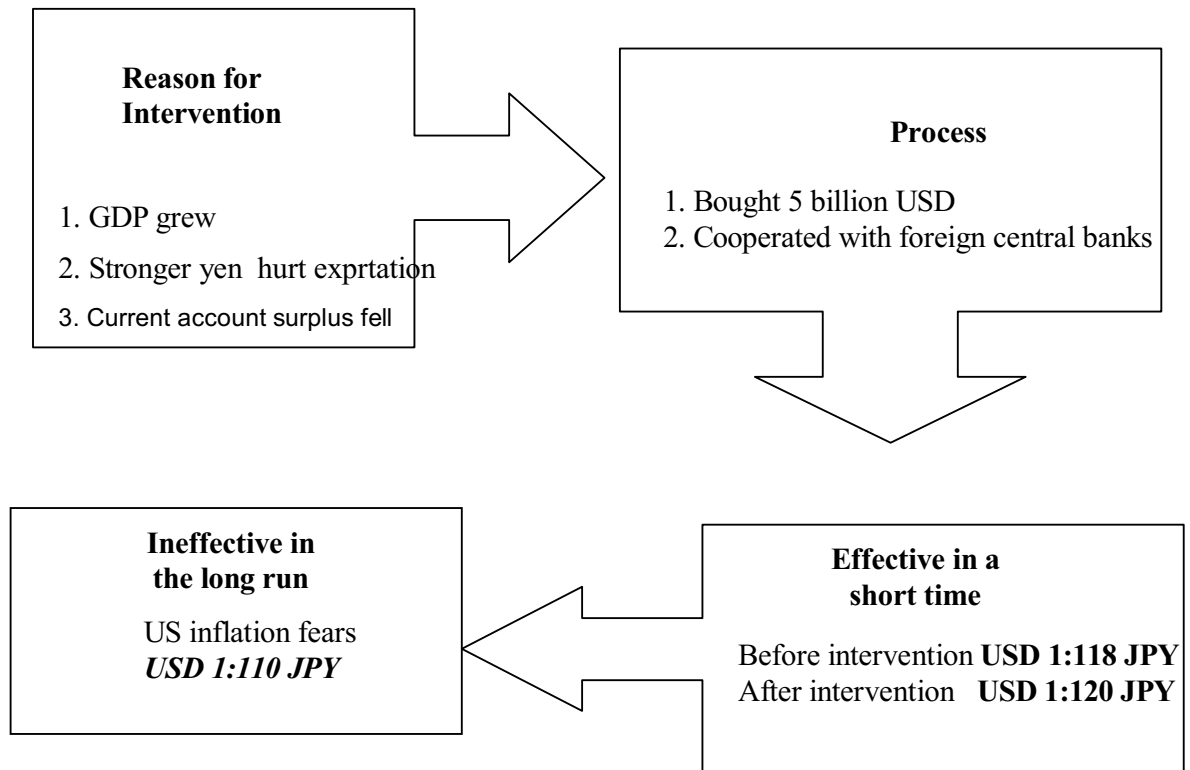 Reason for
Intervention
1. GDP grew
2. Stronger yen hurt exprtation
3. Current account surplus fell
Process
1. Bought 5 billion USD
2. Cooperated with foreign central banks
Effective in a
short time
Before intervention USD 1:118 JPY
After intervention USD 1:120 JPY
Ineffective in
the long run
US inflation fears
USD 1:110 JPY